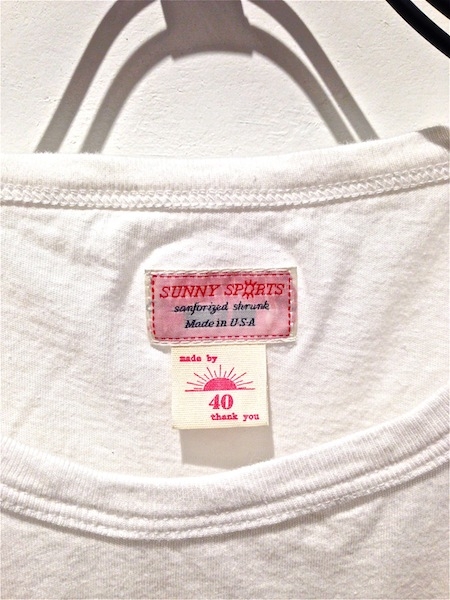 SUNNY SPORTS
sanforized shrunk
Made in U.S.A
made by
40
thank you